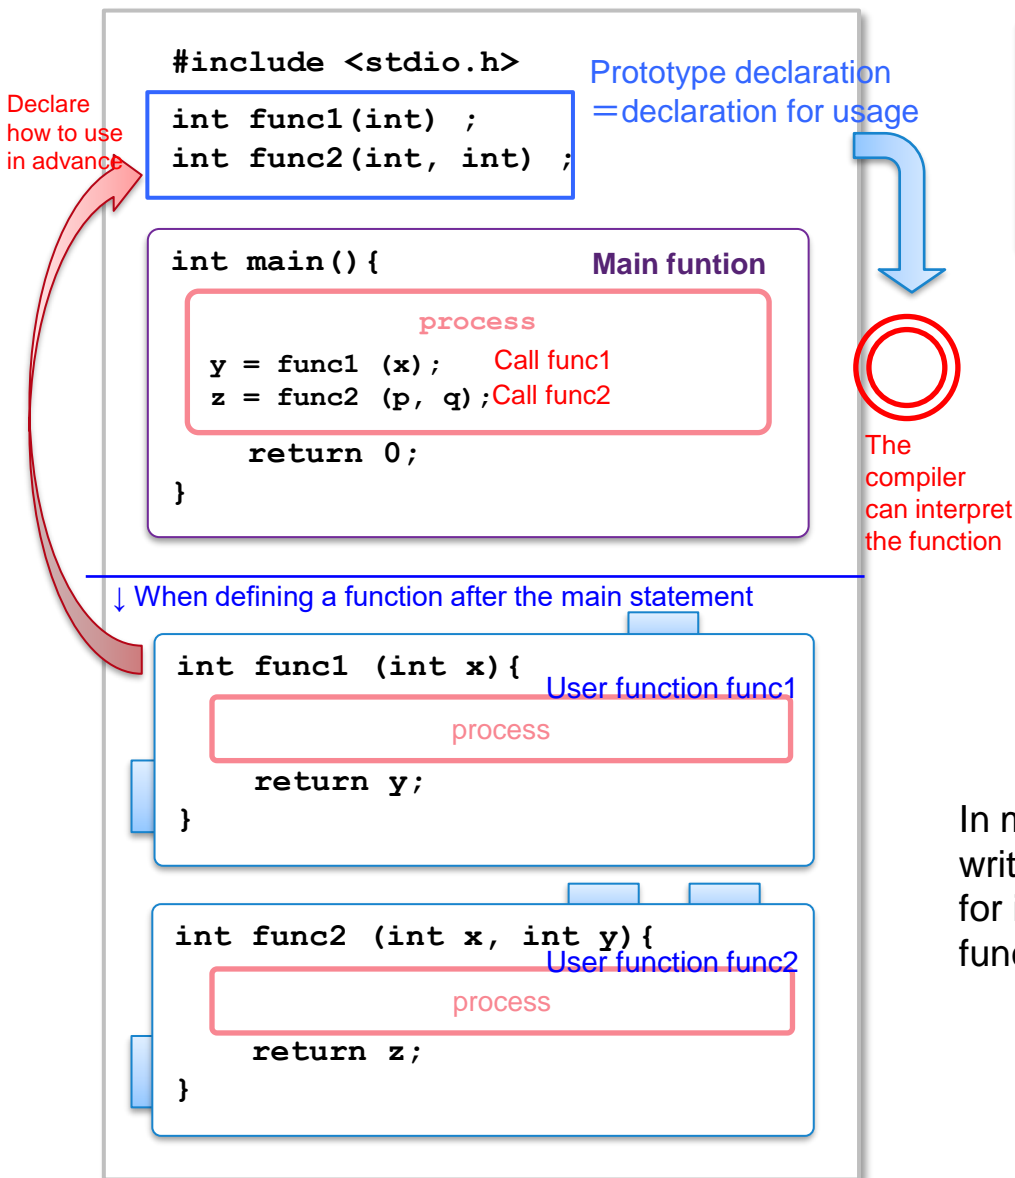 #include <stdio.h>
Prototype declaration
＝declaration for usage
Declare
how to use
in advance
int func1(int) ;
int func2(int, int) ;
int main(){
Main funtion
process
y = func1 (x);
Call func1
z = func2 (p, q);
Call func2
return 0;
}
The
compiler
can interpret
the function
↓ When defining a function after the main statement
int func1 (int x){
User function func1
process
return y;
}
In
for
int func2 (int x, int y){
User function func2
process
return z;
}